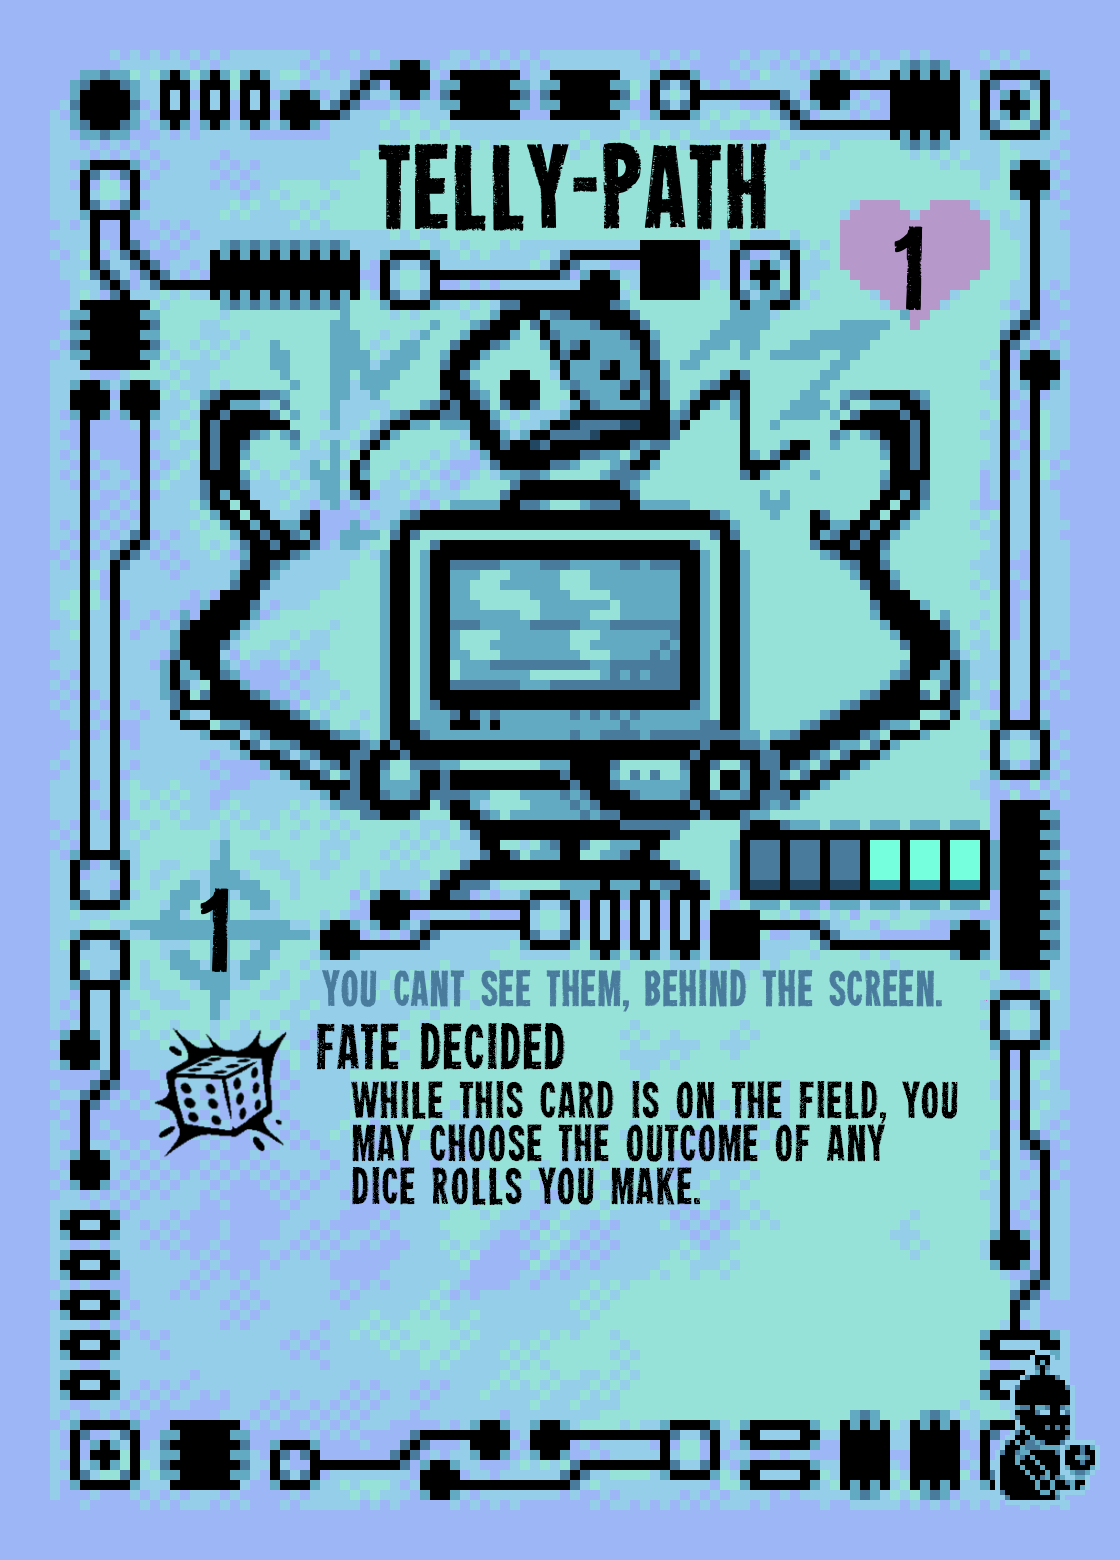 TELLY-PATH
1
1
YOU CANT SEE THEM, BEHIND THE SCREEN.
FATE DECIDED
WHILE THIS CARD IS ON THE FIELD, YOU
MAY CHOOSE THE OUTCOME OF ANY
DICE ROLLS YOU MAKE.